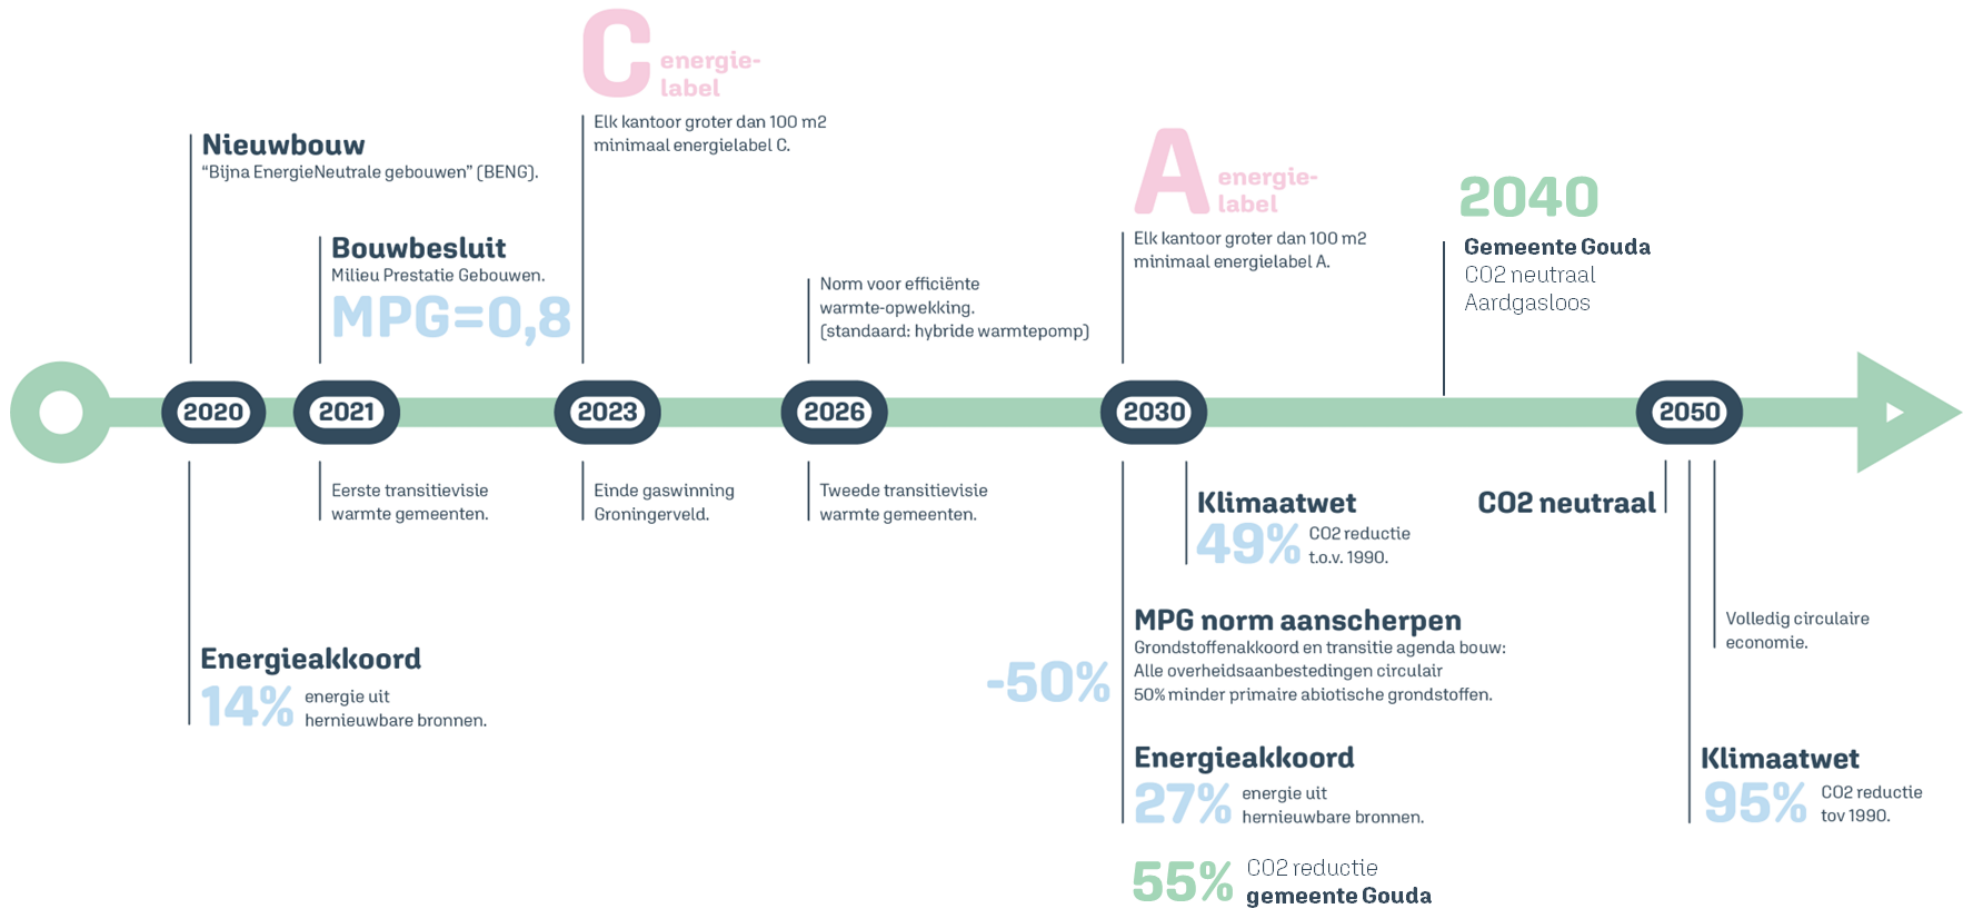 C energie-
label
Elk kantoor groter dan 100 m2
minimaal energielabel C.
Nieuwbouw
“Bijna EnergieNeutrale gebouwen” (BENG).
A energie-
label
Elk kantoor groter dan 100 m2
minimaal energielabel A.
2040
Gemeente Gouda
CO2 neutraal
Aardgasloos
Bouwbesluit
Milieu Prestatie Gebouwen.
MPG=0,8
Norm voor efficiënte
warmte-opwekking.
(standaard: hybride warmtepomp)
2020
2021
2023
2026
2030
2050
Eerste transitievisie
warmte gemeenten.
Einde gaswinning
Groningerveld.
Tweede transitievisie
warmte gemeenten.
Klimaatwet
49% CO2 reductie
t.o.v. 1990.
CO2 neutraal
Volledig circulaire
economie.
MPG norm aanscherpen
Grondstoffenakkoord en transitie agenda bouw:
Alle overheidsaanbestedingen circulair
50% minder primaire abiotische grondstoffen.
-50%
Energieakkoord
14% energie uit
hernieuwbare bronnen.
Energieakkoord
27% energie uit
hernieuwbare bronnen.
Klimaatwet
95% CO2 reductie
tov 1990.
55% CO2 reductie
gemeente Gouda